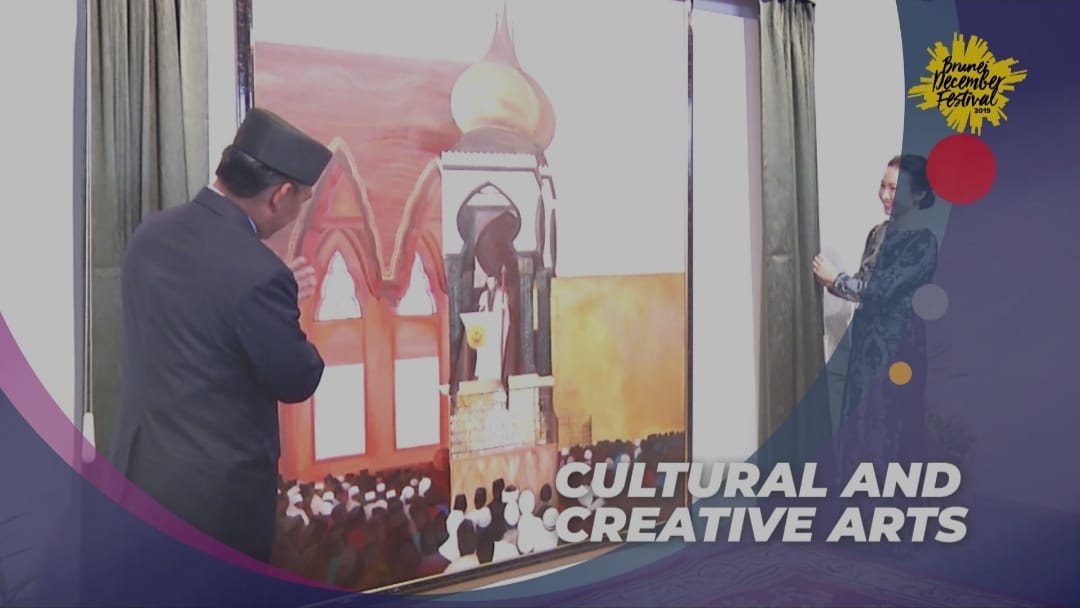 Brunei
December
Festival
2019
CULTURAL AND
CREATIVE ARTS